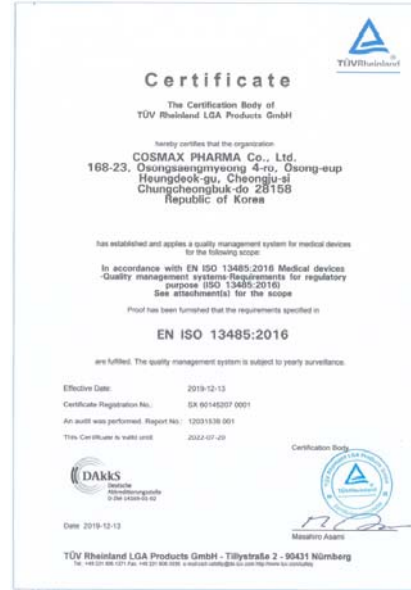 TÜVRheinland
Certificate
The Certification Body of
TÜV Rheinland LGA Products GmbH
hereby certifies that the organization
COSMAX PHARMA Co., Ltd.
168-23, Osongsaengmyeong 4-ro, Osong-eup
Heungdeok-gu, Cheongju-si
Chungcheongbuk-do 28158
Republic of Korea
has established and applies a quality management system for medical devices
for the following scope:
In accordance with EN ISO 13485:2016 Medical devices
-Quality management systems-Requirements for regulatory
purpose (ISO 13485:2016)
See attachment(s) for the scope
Proof has been furnished that the requirements specified in
EN ISO 13485:2016
are fulfilled. The quality management system is subject to yearly surveillance.
Effective Date: 2019-12-13
Certificate Registration No.: SX 60145207 0001
An audit was performed. Report No.: 12031538 001
This Certificate is valid until: 2022-07-20
Certification Body
DAkkS
Deutsche
Akkreditierungsstelle
Date 2019-12-13
Masahiro Asami
TÜV Rheinland LGA Products GmbH - Tillystraße 2 - 90431 Nürnberg